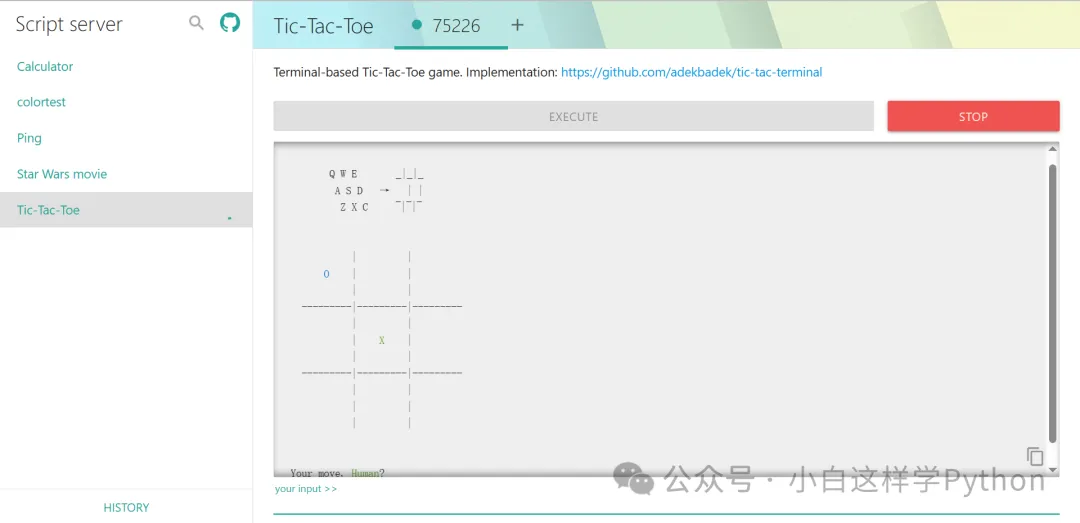 Script server
Calculator
colortest
Ping
Star Wars movie
Tic-Tac-Toe
HISTORY
Tic-Tac-Toe
75226
+
Terminal-based Tic-Tac-Toe game. Implementation: https://github.com/adekbadek/tic-tac-terminal
EXECUTE
STOP
Q W E _|_|_
A S D → | |
Z X C ‾|‾|‾
| |
O | |
| |
---------|---------|---------
| |
| X |
| |
---------|---------|---------
| |
| |
| |
Your move, Human?
your input >>
公众号 · 小白这样学Python